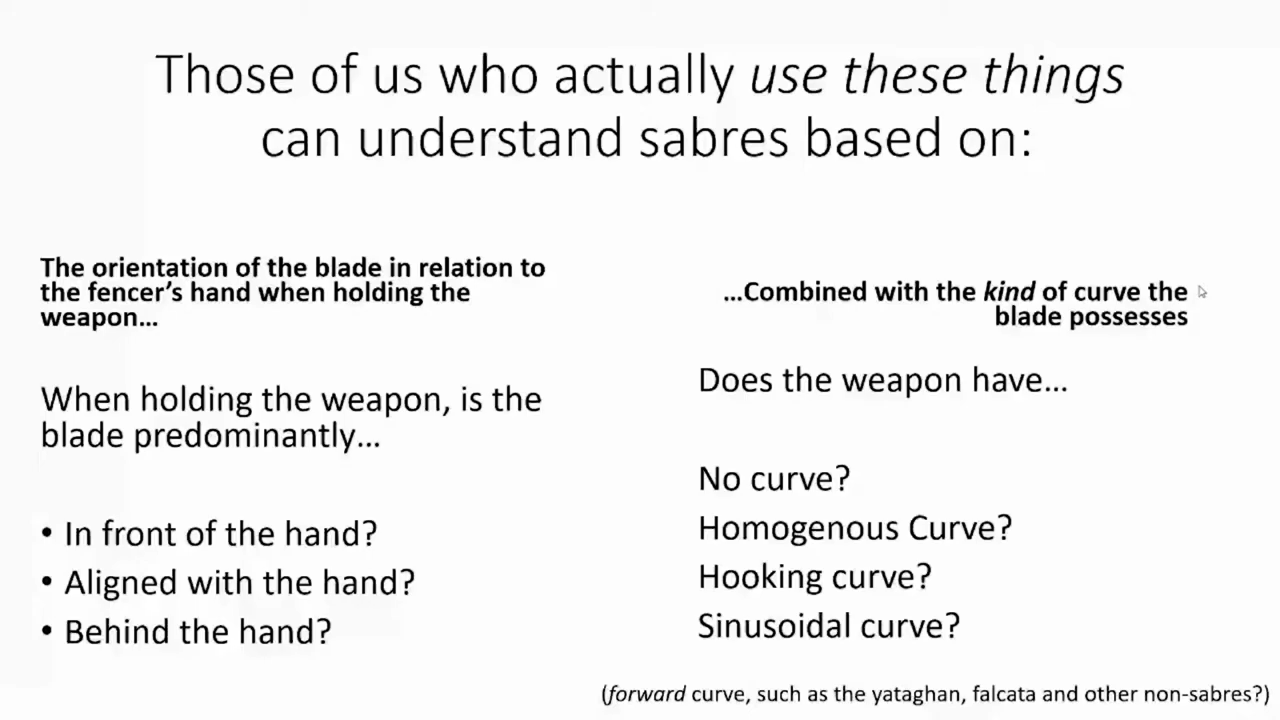 Those of us who actually use these things
can understand sabres based on:
The orientation of the blade in relation to
the fencer's hand when holding the
weapon...
When holding the weapon, is the
blade predominantly...
• In front of the hand?
• Aligned with the hand?
• Behind the hand?
...Combined with the kind of curve the
blade possesses
Does the weapon have...
No curve?
Homogenous Curve?
Hooking curve?
Sinusoidal curve?
(forward curve, such as the yataghan, falcata and other non-sabres?)